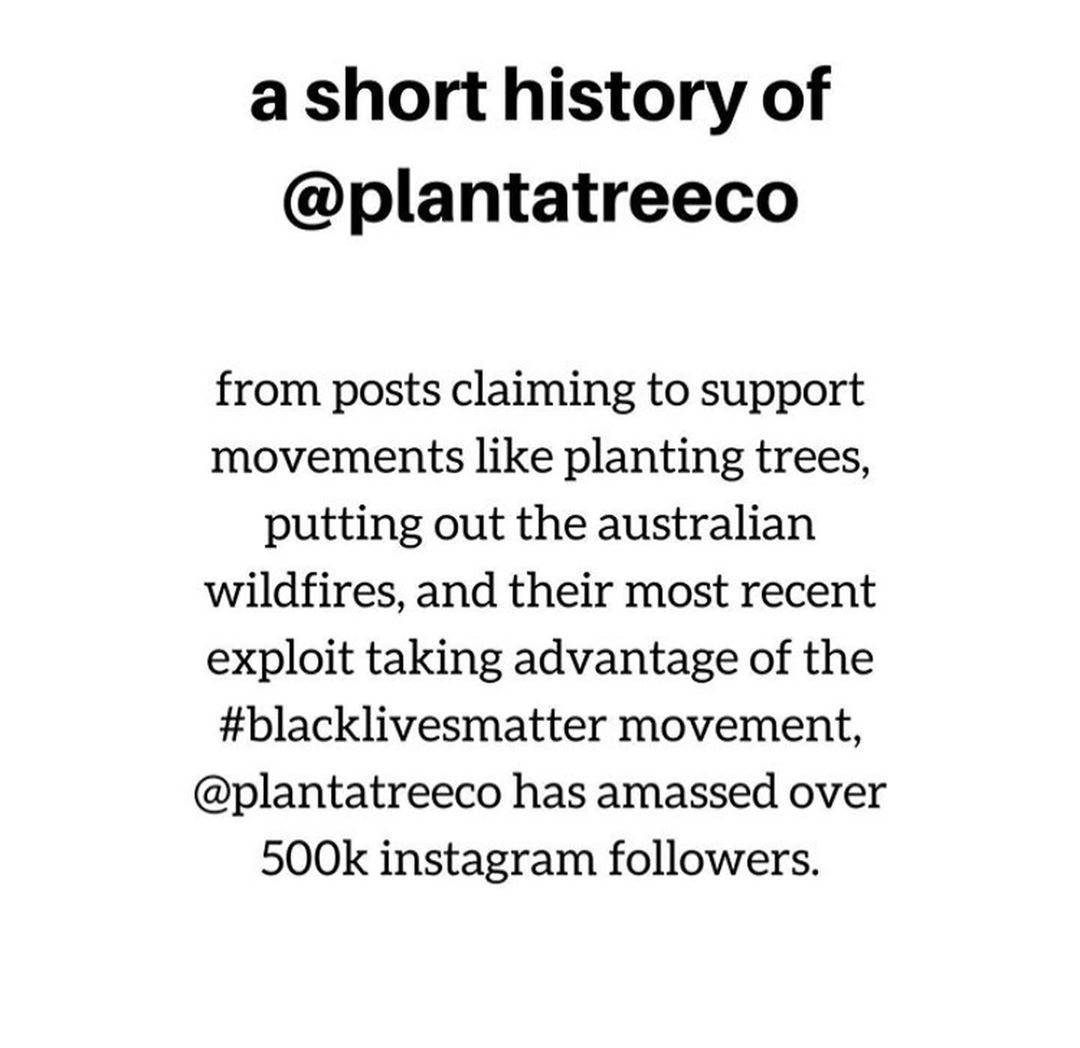 a short history of
@plantatreeco
from posts claiming to support
movements like planting trees,
putting out the australian
wildfires, and their most recent
exploit taking advantage of the
#blacklivesmatter movement,
@plantatreeco has amassed over
500k instagram followers.